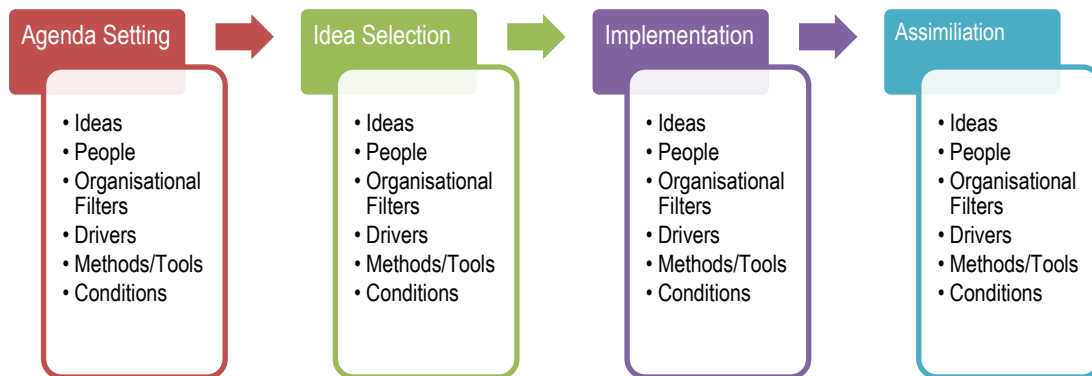 Agenda Setting
• Ideas
• People
• Organisational
Filters
• Drivers
• Methods/Tools
• Conditions
Idea Selection
• Ideas
• People
• Organisational
Filters
• Drivers
• Methods/Tools
• Conditions
Implementation
• Ideas
• People
• Organisational
Filters
• Drivers
• Methods/Tools
• Conditions
Assimiliation
• Ideas
• People
• Organisational
Filters
• Drivers
• Methods/Tools
• Conditions